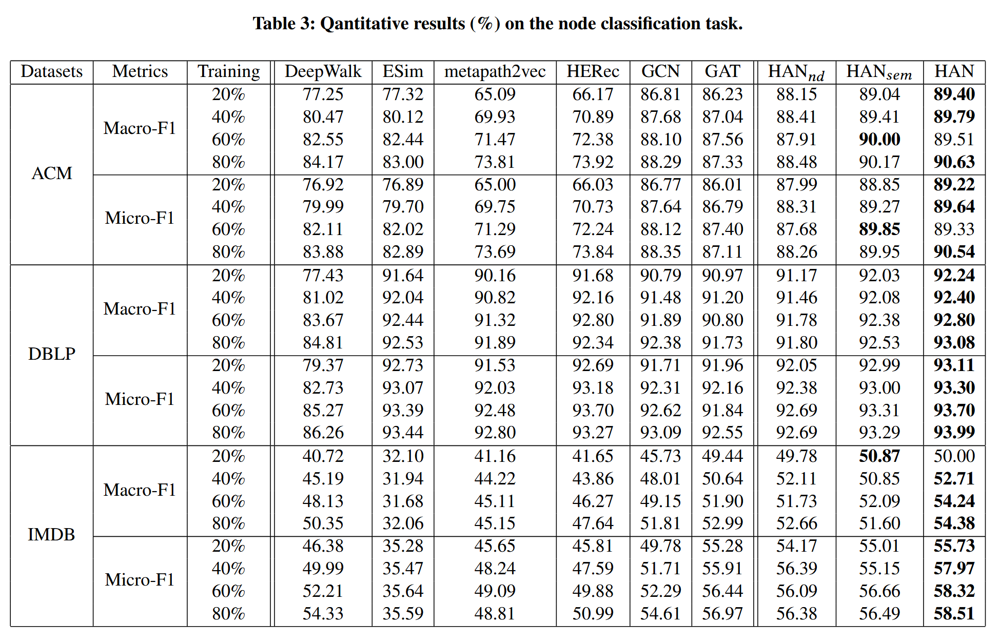 Table 3: Qantitative results (%) on the node classification task.
Datasets Metrics Training DeepWalk ESim metapath2vec HERec GCN GAT HANnd HANsem HAN
ACM Macro-F1 20% 77.25 77.32 65.09 66.17 86.81 86.23 88.15 89.04 89.40
40% 80.47 80.12 69.93 70.89 87.68 87.04 88.41 89.41 89.79
60% 82.55 82.44 71.47 72.38 88.10 87.56 87.91 90.00 89.51
80% 84.17 83.00 73.81 73.92 88.29 87.33 88.48 90.17 90.63
Micro-F1 20% 76.92 76.89 65.00 66.03 86.77 86.01 87.99 88.85 89.22
40% 79.99 79.70 69.75 70.73 87.64 86.79 88.31 89.27 89.64
60% 82.11 82.02 71.29 72.24 88.12 87.40 87.68 89.85 89.33
80% 83.88 82.89 73.69 73.84 88.35 87.11 88.26 89.95 90.54
DBLP Macro-F1 20% 77.43 91.64 90.16 91.68 90.79 90.97 91.17 92.03 92.24
40% 81.02 92.04 90.82 92.16 91.48 91.20 91.46 92.08 92.40
60% 83.67 92.44 91.32 92.80 91.89 90.80 91.78 92.38 92.80
80% 84.81 92.53 91.89 92.34 92.38 91.73 91.80 92.53 93.08
Micro-F1 20% 79.37 92.73 91.53 92.69 91.71 91.96 92.05 92.99 93.11
40% 82.73 93.07 92.03 93.18 92.31 92.16 92.38 93.00 93.30
60% 85.27 93.39 92.48 93.70 92.62 91.84 92.69 93.31 93.70
80% 86.26 93.44 92.80 93.27 93.09 92.55 92.69 93.29 93.99
IMDB Macro-F1 20% 40.72 32.10 41.16 41.65 45.73 49.44 49.78 50.87 50.00
40% 45.19 31.94 44.22 43.86 48.01 50.64 52.11 50.85 52.71
60% 48.13 31.68 45.11 46.27 49.15 51.90 51.73 52.09 54.24
80% 50.35 32.06 45.15 47.64 51.81 52.99 52.66 51.60 54.38
Micro-F1 20% 46.38 35.28 45.65 45.81 49.78 55.28 54.17 55.01 55.73
40% 49.99 35.47 48.24 47.59 51.71 55.91 56.39 55.15 57.97
60% 52.21 35.64 49.09 49.88 52.29 56.44 56.09 56.66 58.32
80% 54.33 35.59 48.81 50.99 54.61 56.97 56.38 56.49 58.51